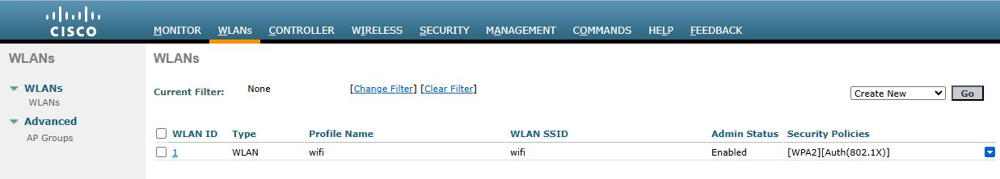 CISCO
MONITOR WLANs CONTROLLER WIRELESS SECURITY MANAGEMENT COMMANDS HELP FEEDBACK
WLANs
WLANs
WLANs
WLANs
Advanced
AP Groups
Current Filter: None [Change Filter] [Clear Filter]
Create New Go
WLAN ID Type Profile Name WLAN SSID Admin Status Security Policies
1 WLAN wifi wifi Enabled [WPA2][Auth(802.1X)]